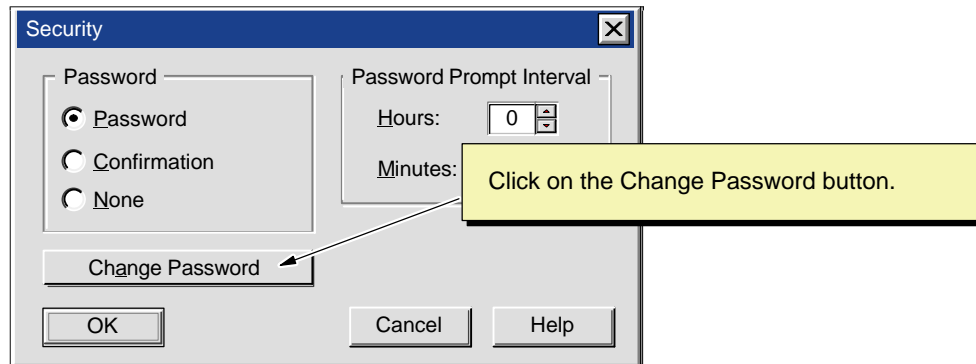 Security
Password
Password
Confirmation
None
Password Prompt Interval
Hours: 0
Minutes:
Click on the Change Password button.
Change Password
OK
Cancel
Help